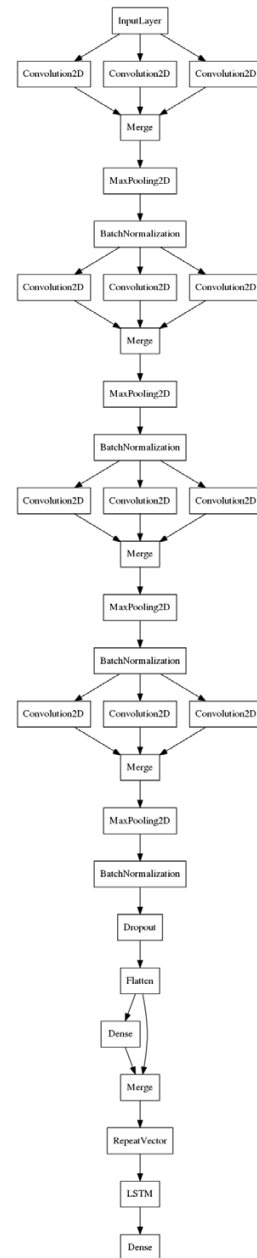 InputLayer
Convolution2D Convolution2D Convolution2D
Merge
MaxPooling2D
BatchNormalization
Convolution2D Convolution2D Convolution2D
Merge
MaxPooling2D
BatchNormalization
Convolution2D Convolution2D Convolution2D
Merge
MaxPooling2D
BatchNormalization
Convolution2D Convolution2D Convolution2D
Merge
MaxPooling2D
BatchNormalization
Dropout
Flatten
Dense
Merge
RepeatVector
LSTM
Dense